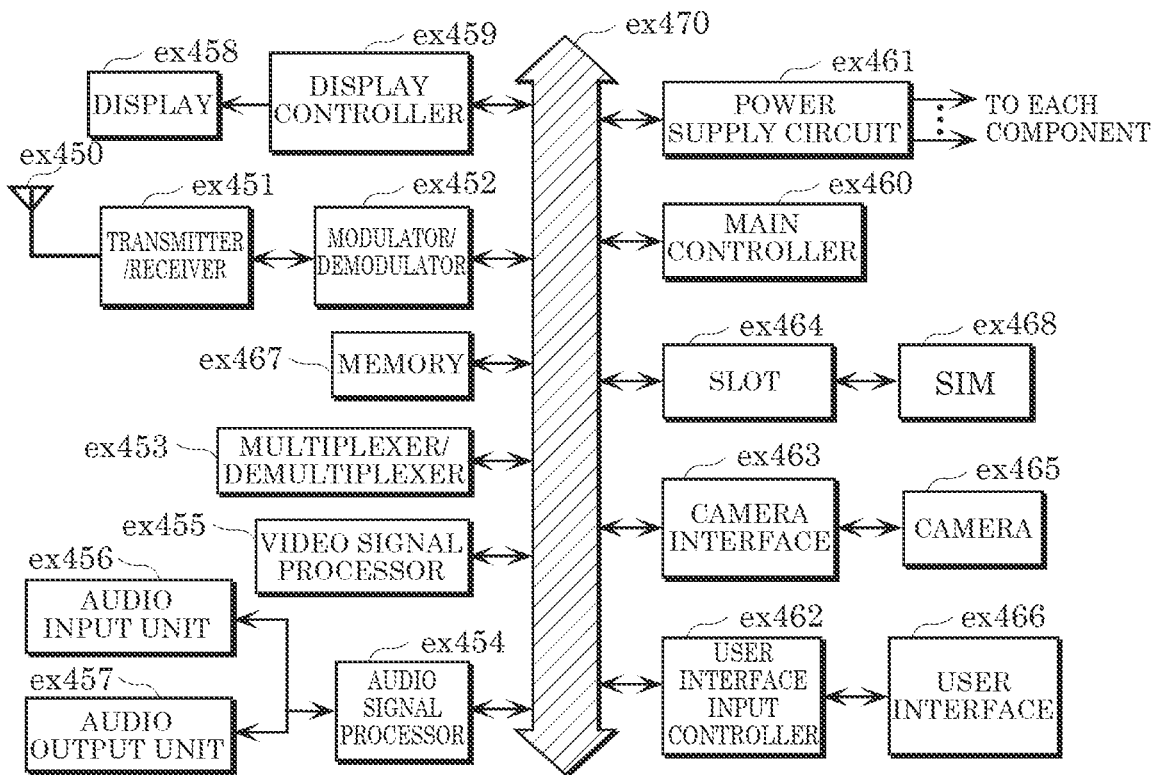 ex458
DISPLAY
ex459
DISPLAY
CONTROLLER
ex470
ex461
POWER
SUPPLY CIRCUIT
TO EACH
COMPONENT
ex450
ex451
TRANSMITTER
/RECEIVER
ex452
MODULATOR/
DEMODULATOR
ex460
MAIN
CONTROLLER
ex467
MEMORY
ex464
SLOT
ex468
SIM
ex453
MULTIPLEXER/
DEMULTIPLEXER
ex463
CAMERA
INTERFACE
ex465
CAMERA
ex455
VIDEO SIGNAL
PROCESSOR
ex456
AUDIO
INPUT UNIT
ex457
AUDIO
OUTPUT UNIT
ex454
AUDIO
SIGNAL
PROCESSOR
ex462
USER
INTERFACE
INPUT
CONTROLLER
ex466
USER
INTERFACE